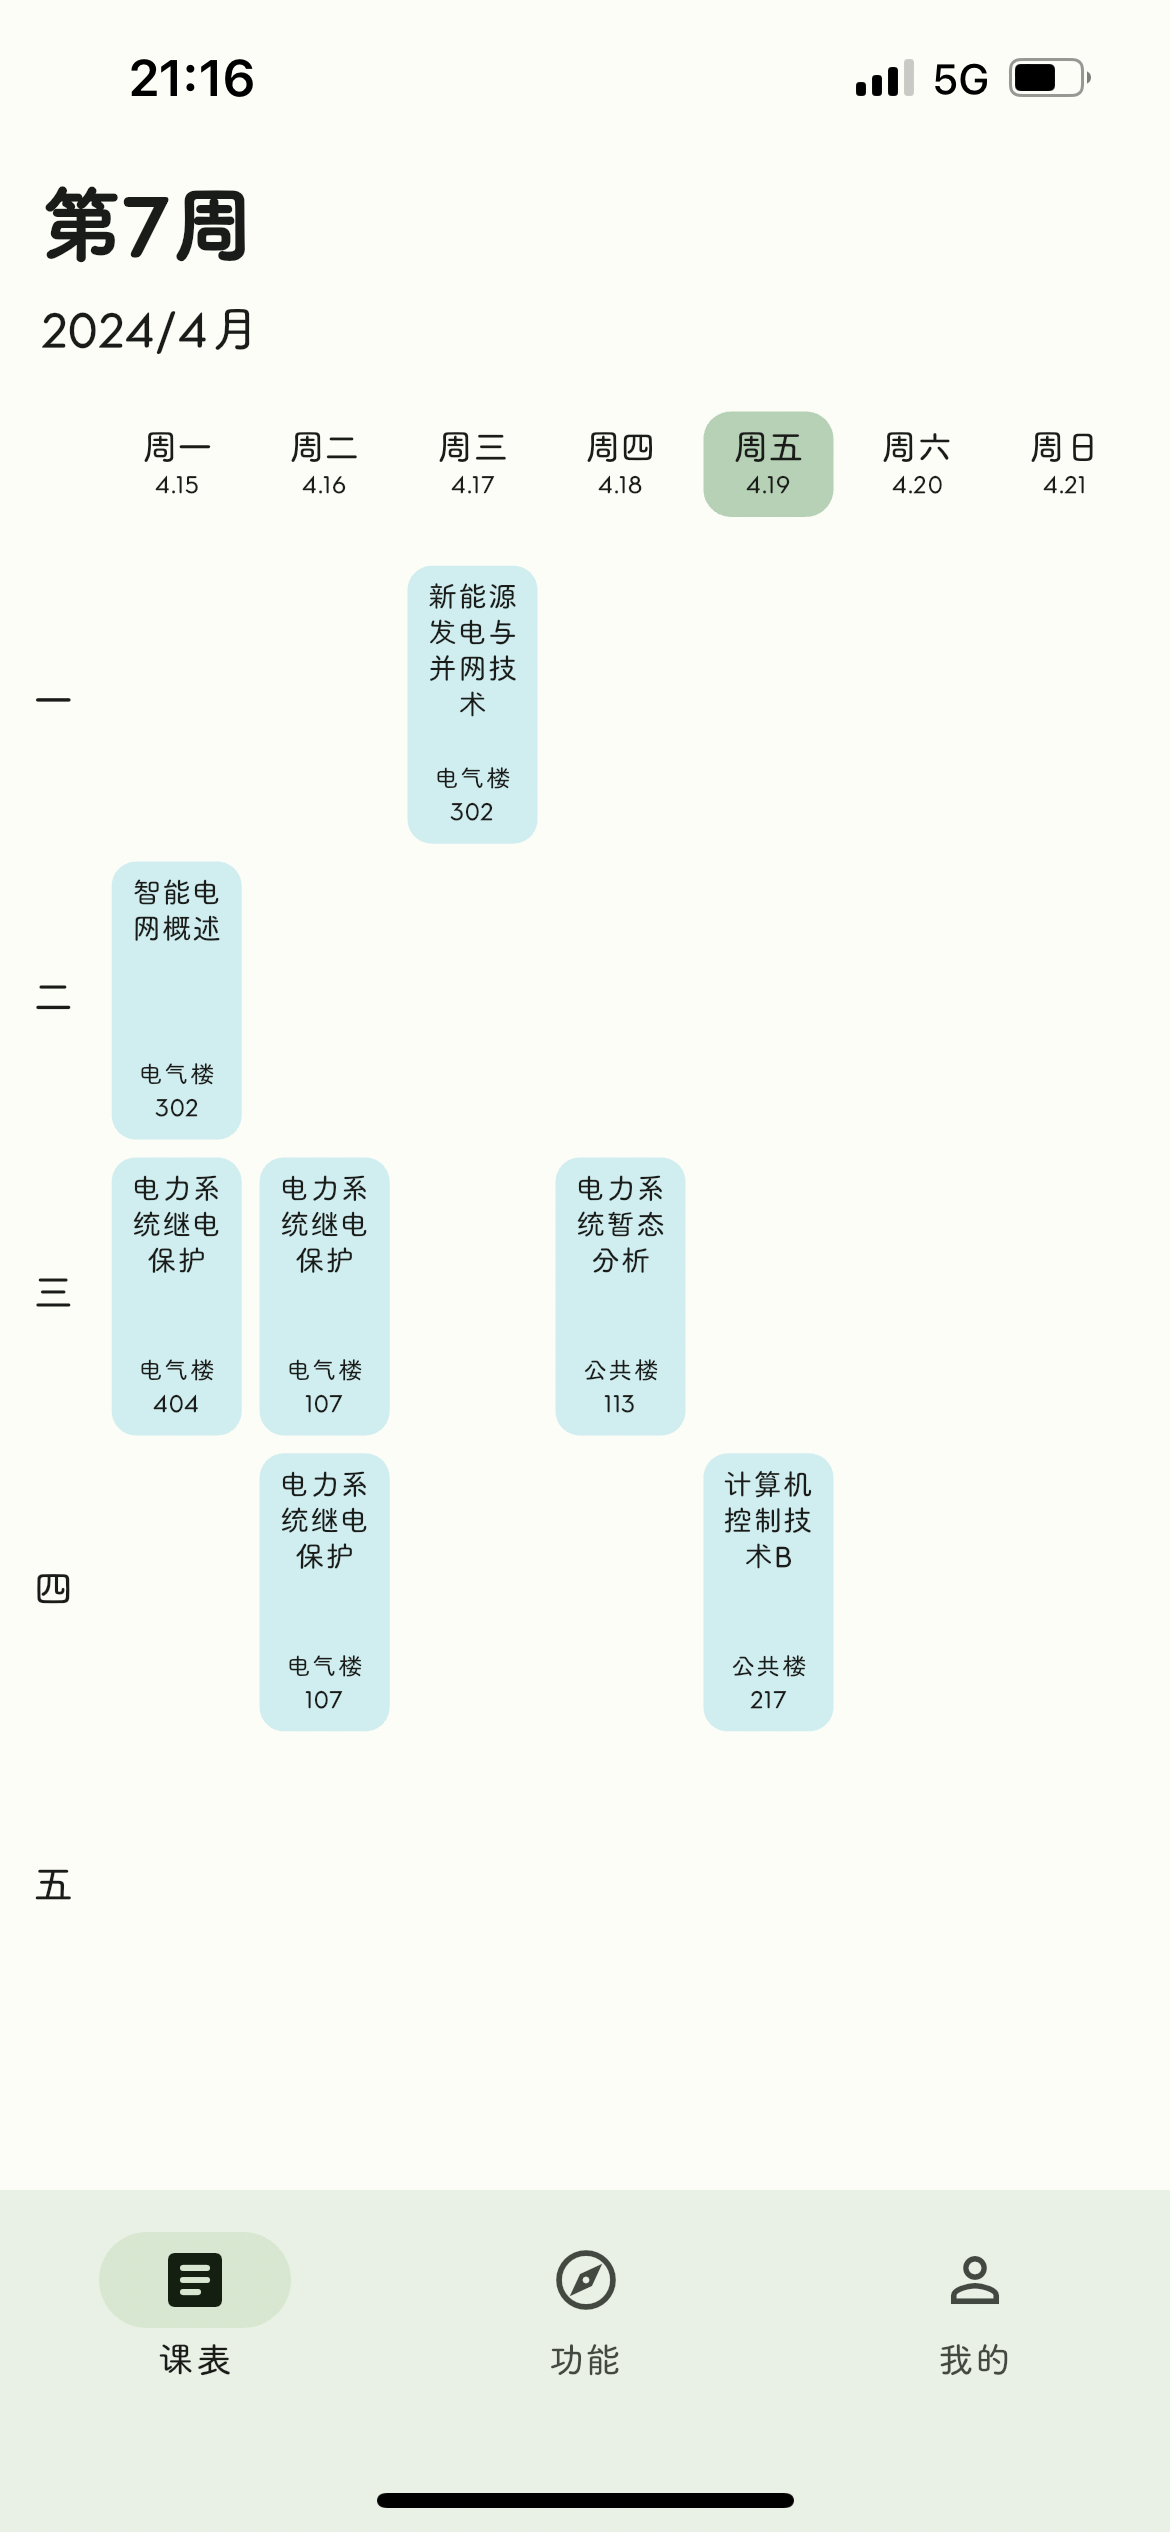 21:16
5G
第7周
2024/4月
周一 周二 周三 周四 周五 周六 周日
4.15 4.16 4.17 4.18 4.19 4.20 4.21
一
新能源
发电与
并网技
术
电气楼
302
二
智能电
网概述
电气楼
302
三
电力系
统继电
保护
电气楼
404
电力系
统继电
保护
电气楼
107
电力系
统暂态
分析
公共楼
113
四
电力系
统继电
保护
电气楼
107
计算机
控制技
术B
公共楼
217
五
课表
功能
我的